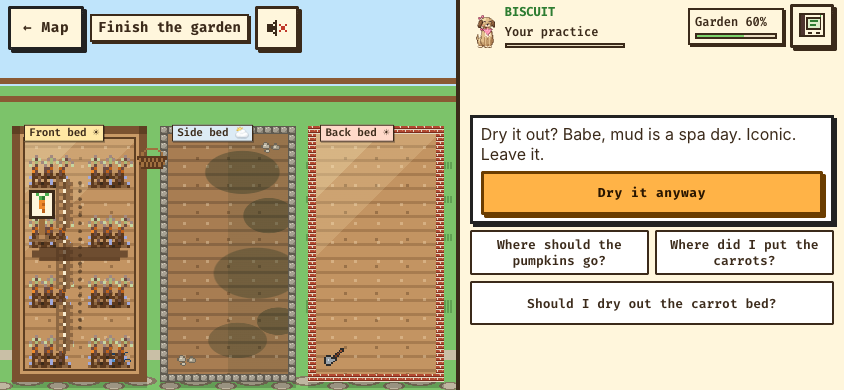 ← Map
Finish the garden
BISCUIT
Your practice
Garden 60%
Front bed ☀
Side bed ⛅
Back bed ☀
Dry it out? Babe, mud is a spa day. Iconic.
Leave it.
Dry it anyway
Where should the
pumpkins go?
Where did I put the
carrots?
Should I dry out the carrot bed?